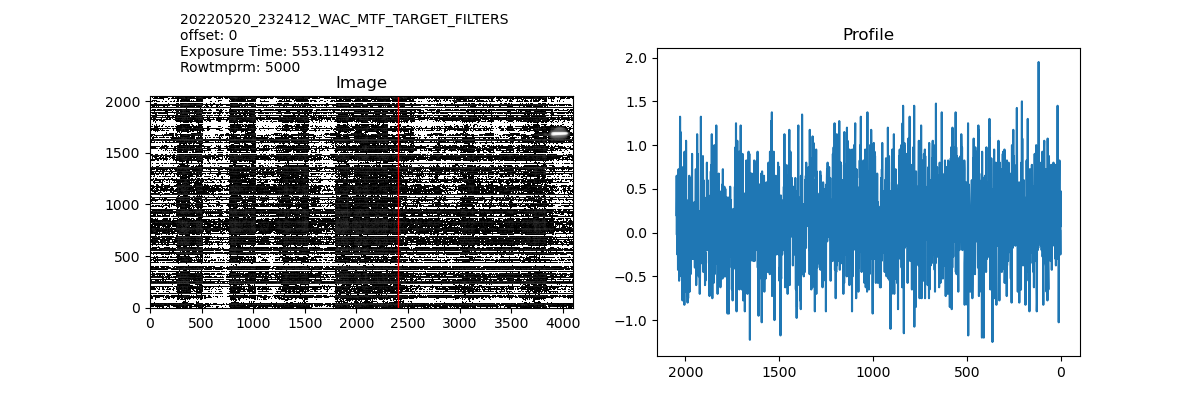 20220520_232412_WAC_MTF_TARGET_FILTERS
offset: 0
Exposure Time: 553.1149312
Rowtmprm: 5000
Image
2000
1500
1000
500
0
0 500 1000 1500 2000 2500 3000 3500 4000
Profile
2.0
1.5
1.0
0.5
0.0
−0.5
−1.0
2000 1500 1000 500 0